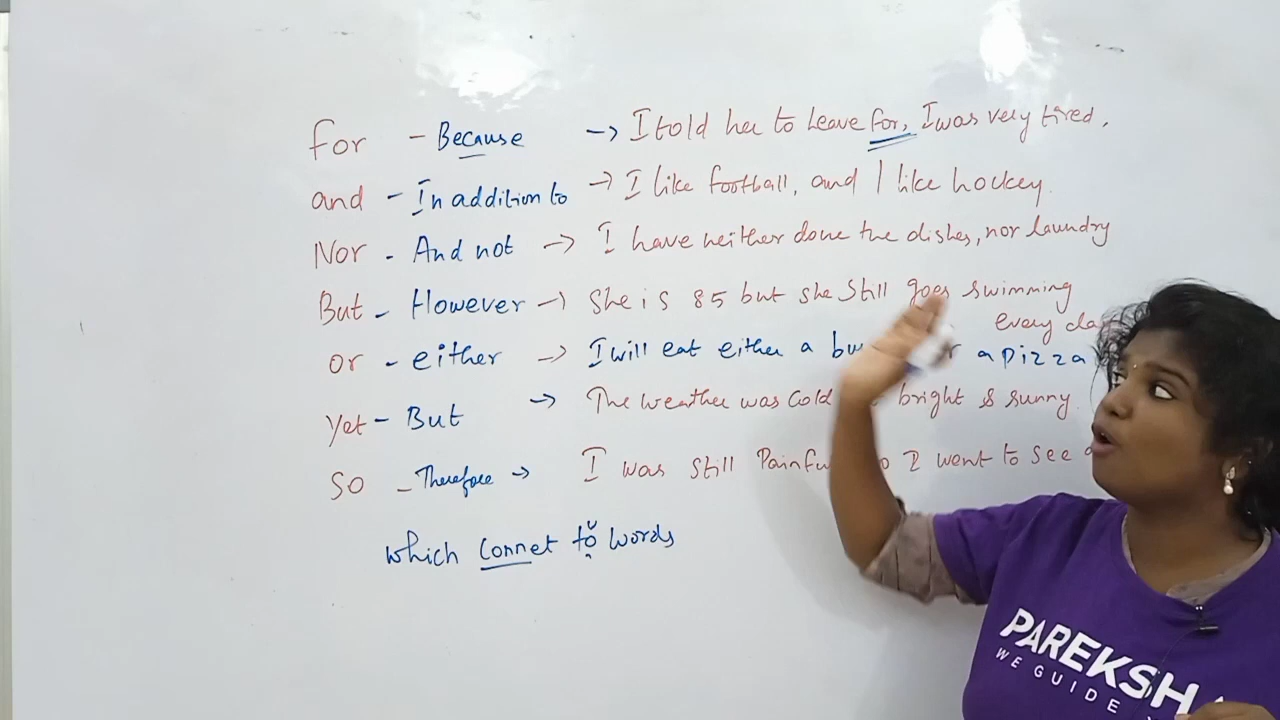 For - Because -> I told her to leave for, I was very tired.
and - In addition to -> I like football, and I like hockey.
Nor - And not -> I have neither done the dishes, nor laundry
But - However -> She is 85 but she still goes swimming
every day
or - either -> I will eat either a a pizza
Yet - But -> The weather was cold bright & sunny.
So - Therefore -> I was still I went to see
which connet to words
PAREKSH
WE GUIDE